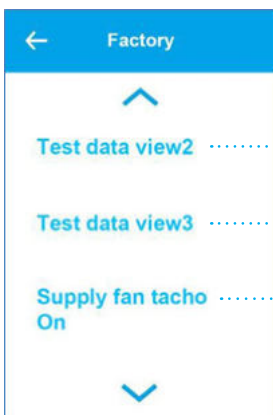 Factory
Test data view2
Test data view3
Supply fan tacho
On